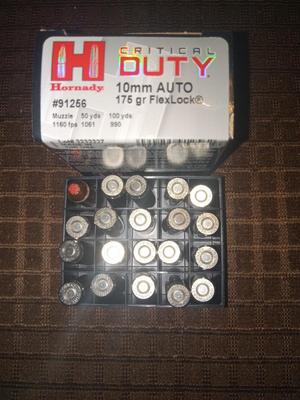 CRITICAL
H DUTY
Hornady
10mm AUTO
#91256
175 gr FlexLock®
Muzzle 50 yds 100 yds
1160 fps 1061 990